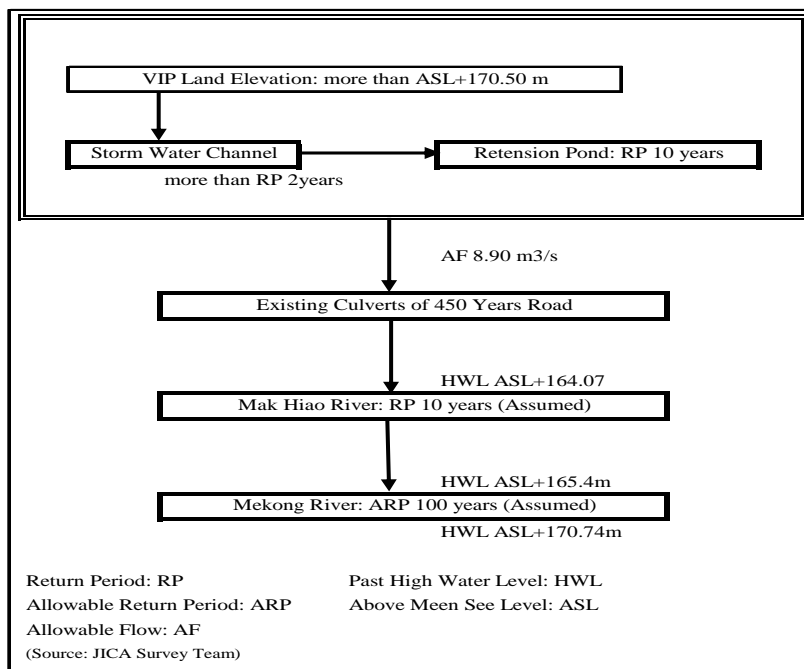 VIP Land Elevation: more than ASL+170.50 m
Storm Water Channel
Retension Pond: RP 10 years
more than RP 2years
AF 8.90 m3/s
Existing Culverts of 450 Years Road
HWL ASL+164.07
Mak Hiao River: RP 10 years (Assumed)
HWL ASL+165.4m
Mekong River: ARP 100 years (Assumed)
HWL ASL+170.74m
Return Period: RP
Past High Water Level: HWL
Allowable Return Period: ARP
Above Meen See Level: ASL
Allowable Flow: AF
(Source: JICA Survey Team)